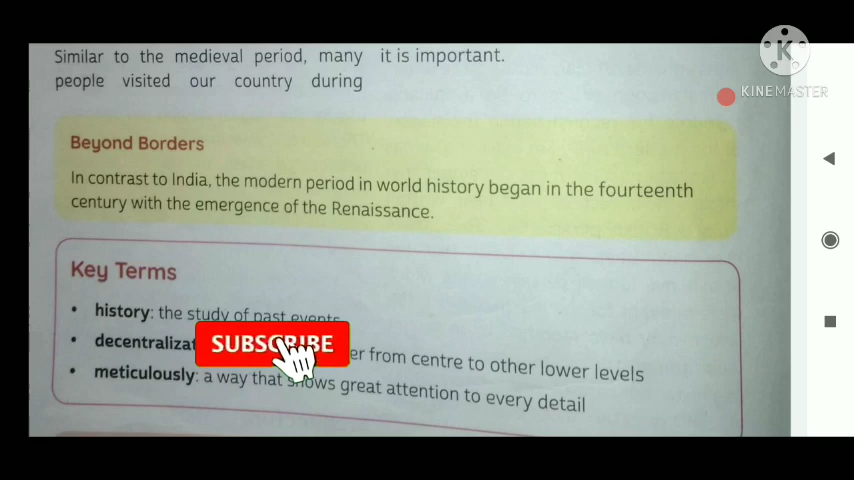 Similar to the medieval period, many it is important.
people visited our country during
K
KINEMASTER
Beyond Borders
In contrast to India, the modern period in world history began in the fourteenth
century with the emergence of the Renaissance.
Key Terms
• history: the study of past events
• decentralizat er from centre to other lower levels
SUBSCRIBE
• meticulously: a way that shows great attention to every detail